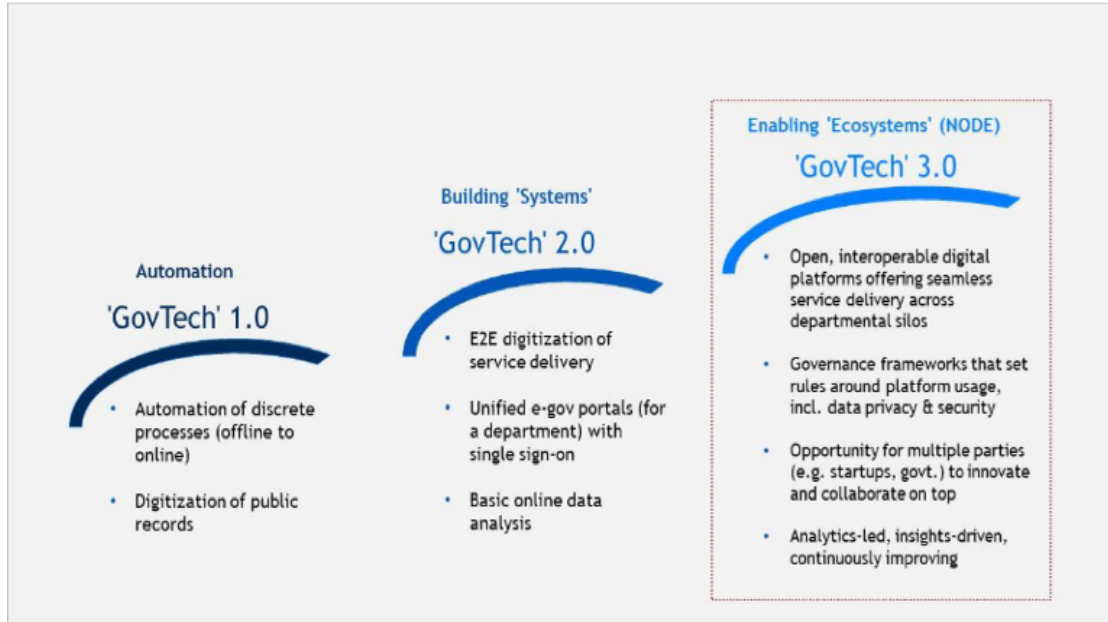 Automation
'GovTech' 1.0
• Automation of discrete
processes (offline to
online)
• Digitization of public
records
Building 'Systems'
'GovTech' 2.0
• E2E digitization of
service delivery
• Unified e-gov portals (for
a department) with
single sign-on
• Basic online data
analysis
Enabling 'Ecosystems' (NODE)
'GovTech' 3.0
• Open, interoperable digital
platforms offering seamless
service delivery across
departmental silos
• Governance frameworks that set
rules around platform usage,
incl. data privacy & security
• Opportunity for multiple parties
(e.g. startups, govt.) to innovate
and collaborate on top
• Analytics-led, insights-driven,
continuously improving